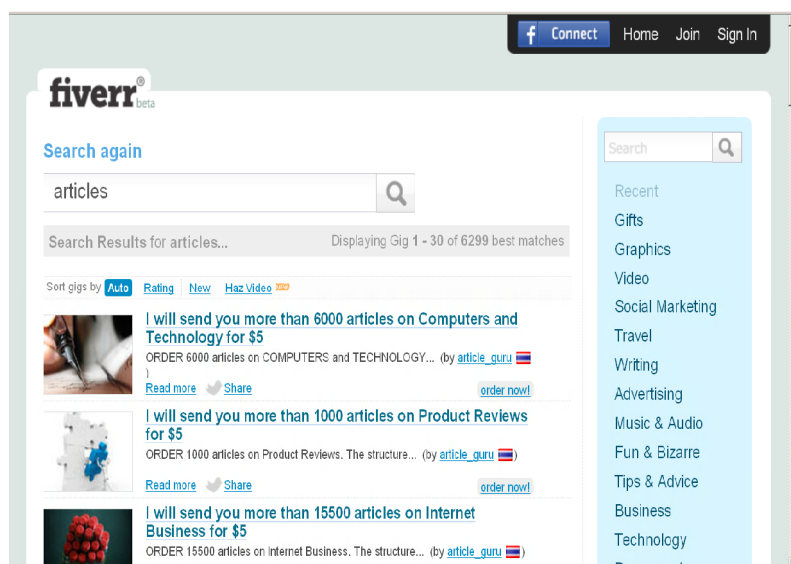 f Connect Home Join Sign In
fiverr®
beta
Search again
articles
Search Results for articles... Displaying Gig 1 - 30 of 6299 best matches
Sort gigs by Auto Rating New Haz Video
I will send you more than 6000 articles on Computers and
Technology for $5
ORDER 6000 articles on COMPUTERS and TECHNOLOGY... (by article_guru
)
Read more Share order now!
I will send you more than 1000 articles on Product Reviews
for $5
ORDER 1000 articles on Product Reviews. The structure... (by article_guru )
Read more Share order now!
I will send you more than 15500 articles on Internet
Business for $5
ORDER 15500 articles on Internet Business. The structure... (by article_guru )
Search
Recent
Gifts
Graphics
Video
Social Marketing
Travel
Writing
Advertising
Music & Audio
Fun & Bizarre
Tips & Advice
Business
Technology